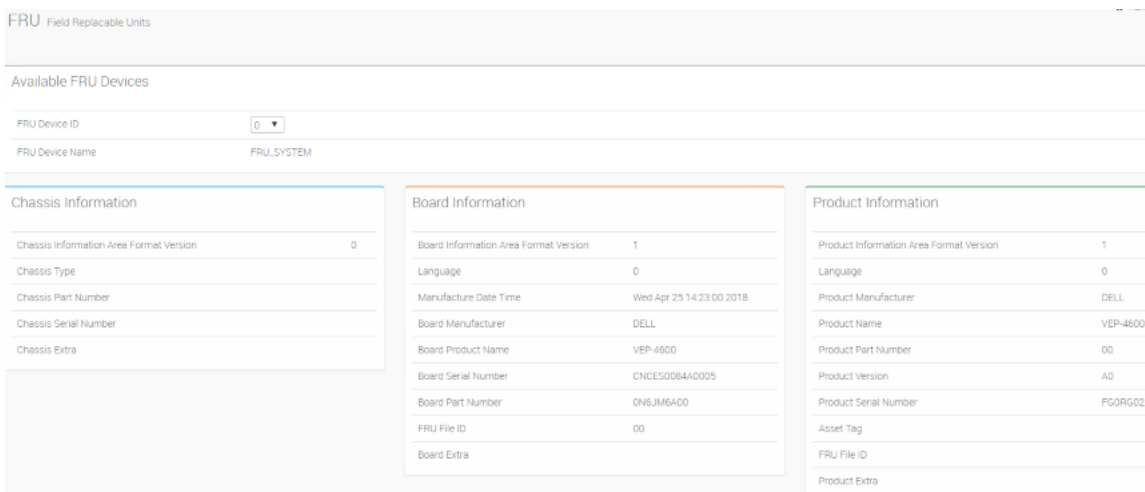 FRU Field Replacable Units
Available FRU Devices
FRU Device ID 0
FRU Device Name FRU_SYSTEM
Chassis Information
Chassis Information Area Format Version 0
Chassis Type
Chassis Part Number
Chassis Serial Number
Chassis Extra
Board Information
Board Information Area Format Version 1
Language 0
Manufacture Date Time Wed Apr 25 14:23:00 2018
Board Manufacturer DELL
Board Product Name VEP-4600
Board Serial Number CNCES0084A0005
Board Part Number 0N6JM6A00
FRU File ID 00
Board Extra
Product Information
Product Information Area Format Version 1
Language 0
Product Manufacturer DELL
Product Name VEP-4600
Product Part Number 00
Product Version A0
Product Serial Number FG0RG02
Asset Tag
FRU File ID
Product Extra